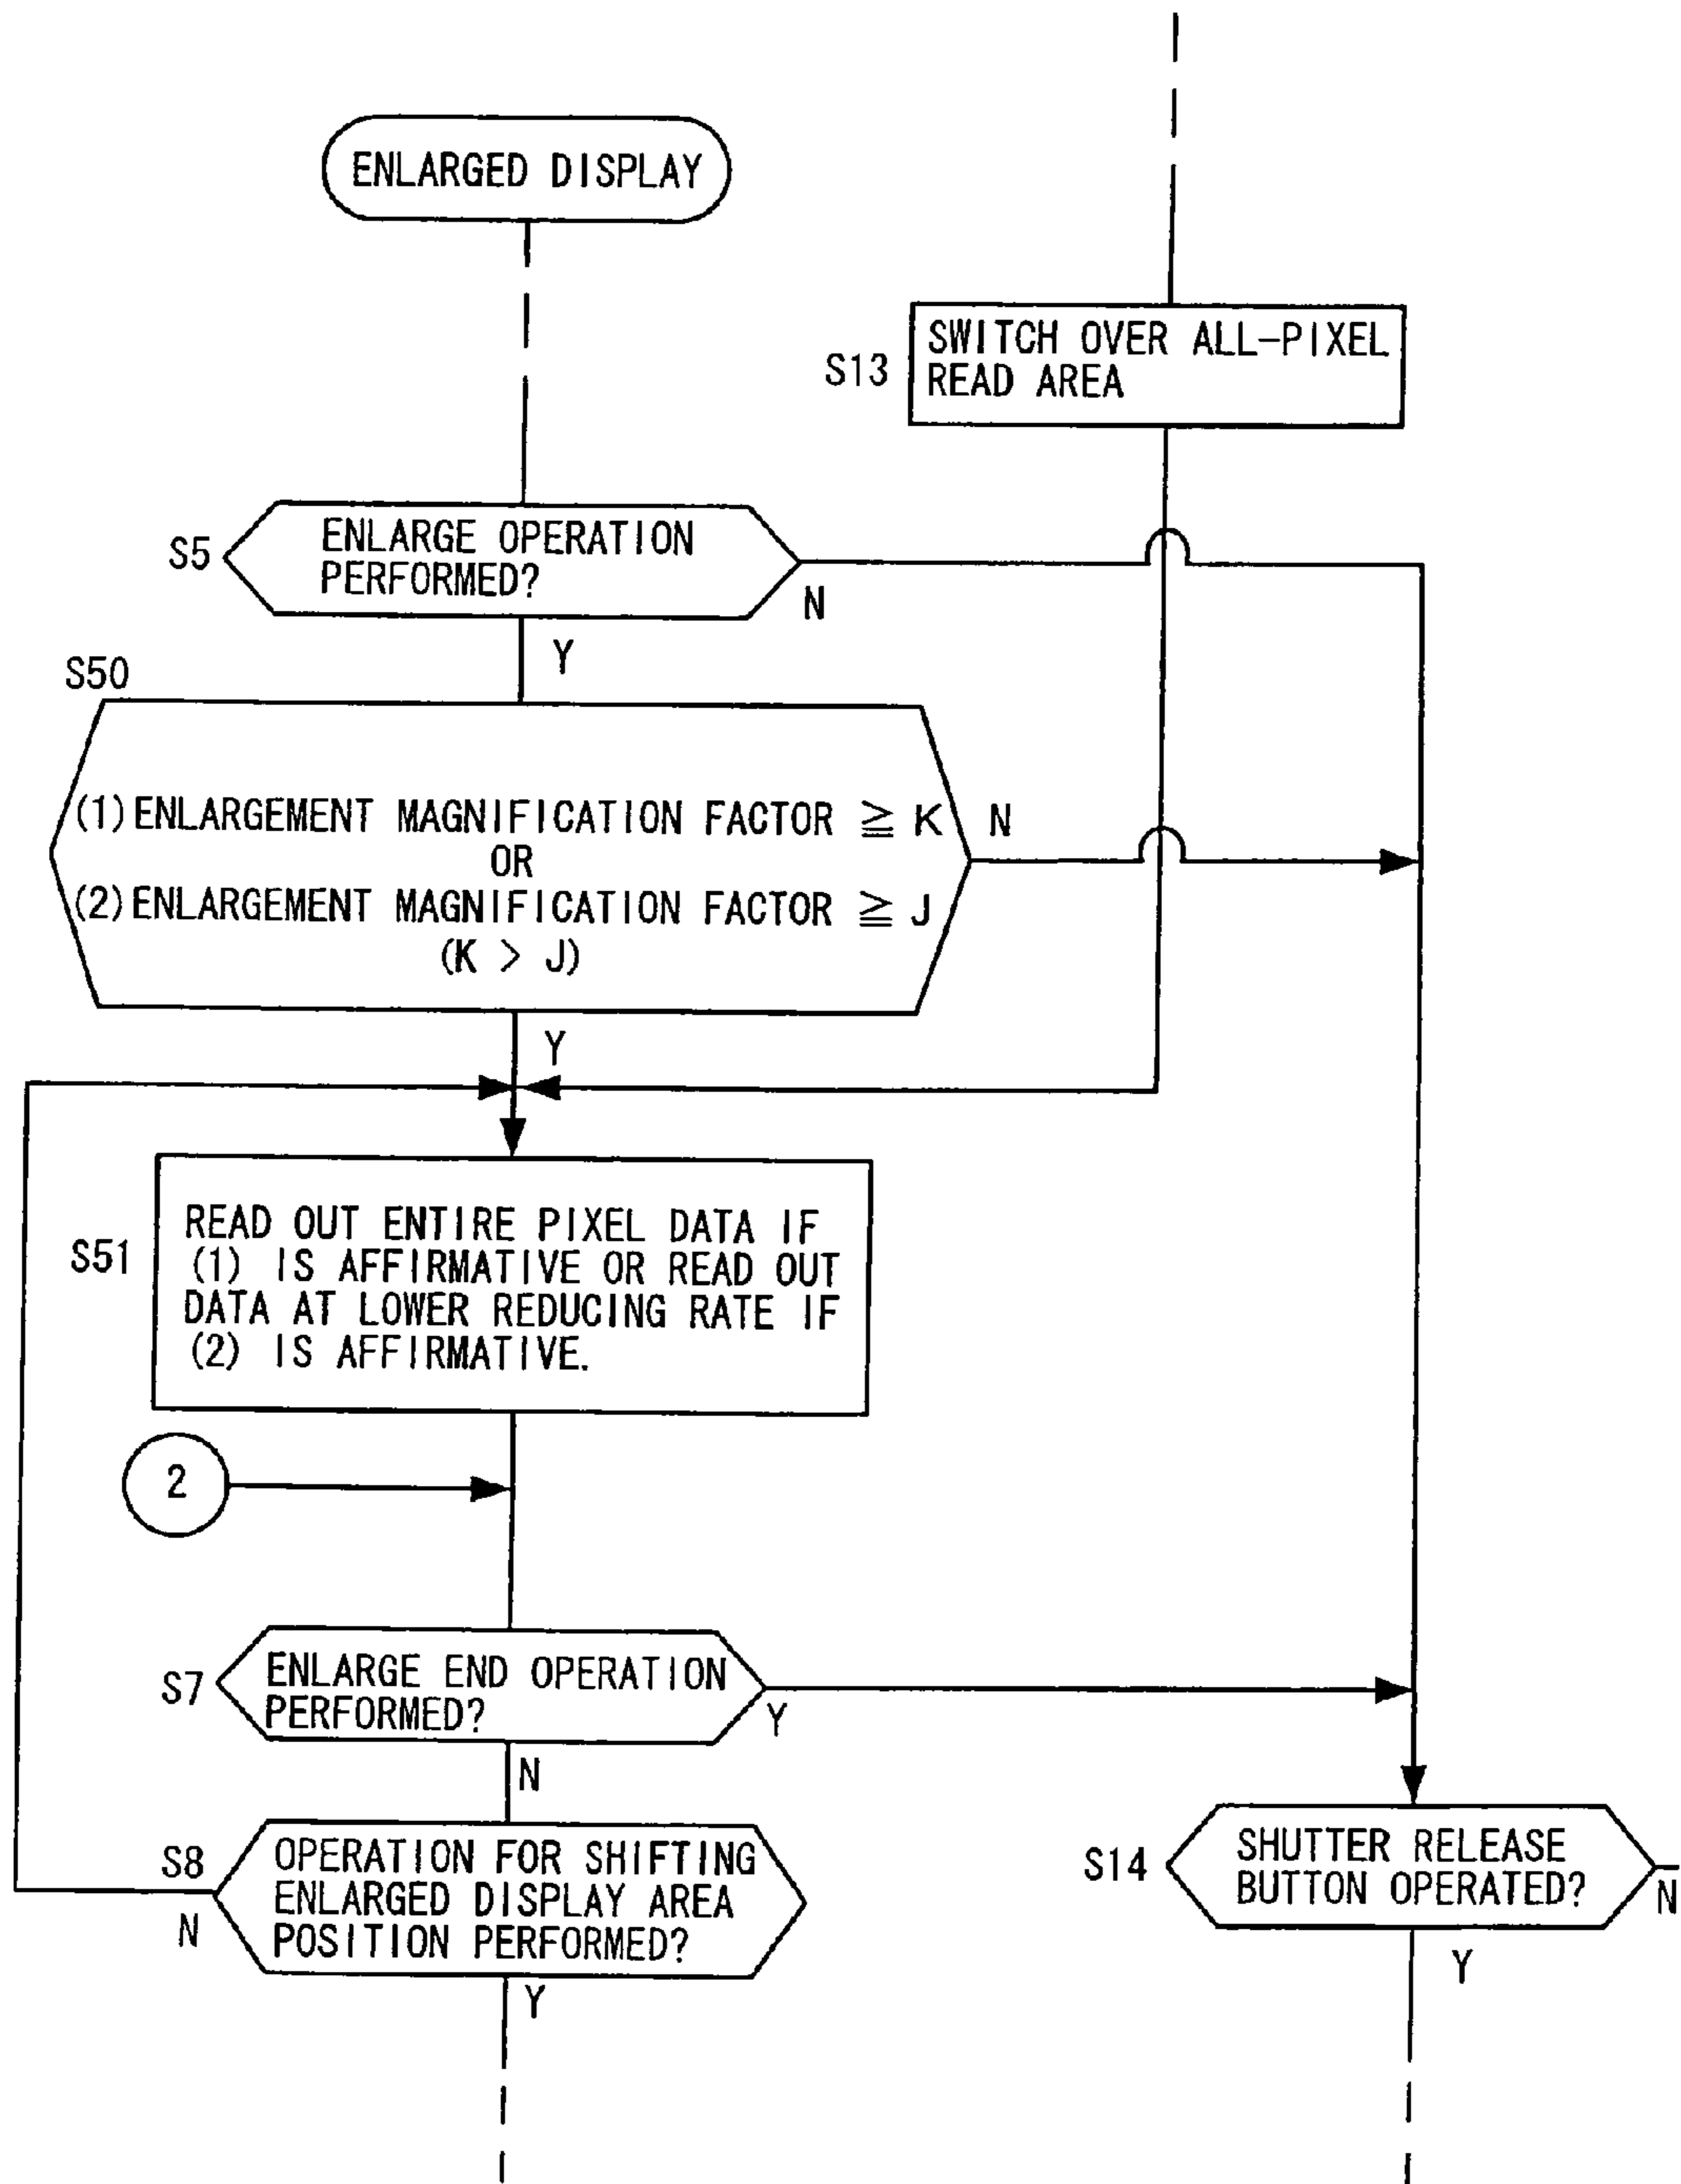 ENLARGED DISPLAY
S13
SWITCH OVER ALL-PIXEL
READ AREA
S5
ENLARGE OPERATION
PERFORMED?
N
Y
S50
(1) ENLARGEMENT MAGNIFICATION FACTOR ≧ K
N
OR
(2) ENLARGEMENT MAGNIFICATION FACTOR ≧ J
(K > J)
Y
S51
READ OUT ENTIRE PIXEL DATA IF
(1) IS AFFIRMATIVE OR READ OUT
DATA AT LOWER REDUCING RATE IF
(2) IS AFFIRMATIVE.
2
S7
ENLARGE END OPERATION
PERFORMED?
Y
N
S8
OPERATION FOR SHIFTING
ENLARGED DISPLAY AREA
POSITION PERFORMED?
N
Y
S14
SHUTTER RELEASE
BUTTON OPERATED?
N
Y